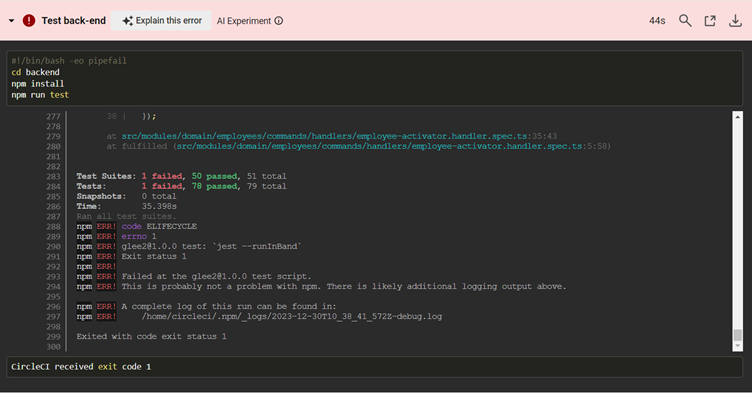 Test back-end Explain this error AI Experiment 44s
#!/bin/bash -eo pipefail
cd backend
npm install
npm run test
277 38 | });
278
279 at src/modules/domain/employees/commands/handlers/employee-activator.handler.spec.ts:35:43
280 at fulfilled (src/modules/domain/employees/commands/handlers/employee-activator.handler.spec.ts:5:58)
281
282
283 Test Suites: 1 failed, 50 passed, 51 total
284 Tests: 1 failed, 78 passed, 79 total
285 Snapshots: 0 total
286 Time: 35.398s
287 Ran all test suites.
288 npm ERR! code ELIFECYCLE
289 npm ERR! errno 1
290 npm ERR! glee2@1.0.0 test: `jest --runInBand`
291 npm ERR! Exit status 1
292 npm ERR!
293 npm ERR! Failed at the glee2@1.0.0 test script.
294 npm ERR! This is probably not a problem with npm. There is likely additional logging output above.
295
296 npm ERR! A complete log of this run can be found in:
297 npm ERR! /home/circleci/.npm/_logs/2023-12-30T10_38_41_572Z-debug.log
298
299 Exited with code exit status 1
300
CircleCI received exit code 1